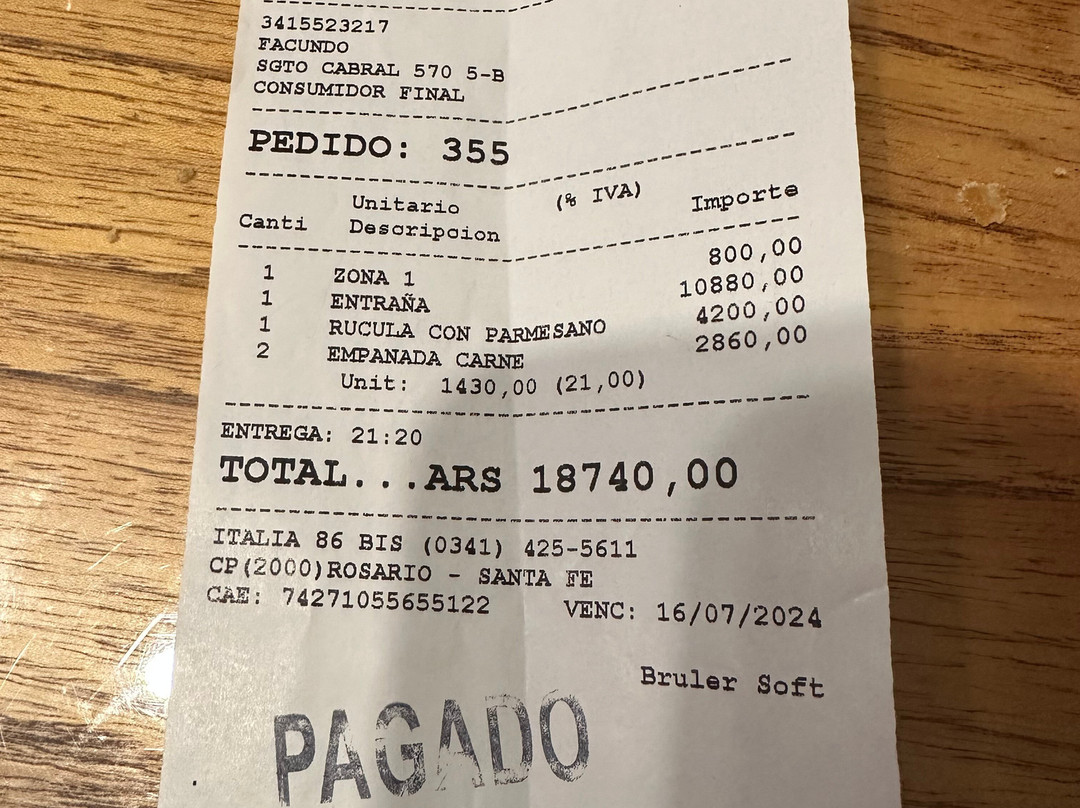 3415523217
FACUNDO
SGTO CABRAL 570 5-B
CONSUMIDOR FINAL
PEDIDO: 355
Unitario (% IVA) Importe
Canti Descripcion
1 ZONA 1 800,00
1 ENTRAÑA 10880,00
1 RUCULA CON PARMESANO 4200,00
2 EMPANADA CARNE 2860,00
Unit: 1430,00 (21,00)
ENTREGA: 21:20
TOTAL...ARS 18740,00
ITALIA 86 BIS (0341) 425-5611
CP(2000)ROSARIO - SANTA FE
CAE: 74271055655122 VENC: 16/07/2024
Bruler Soft
PAGADO